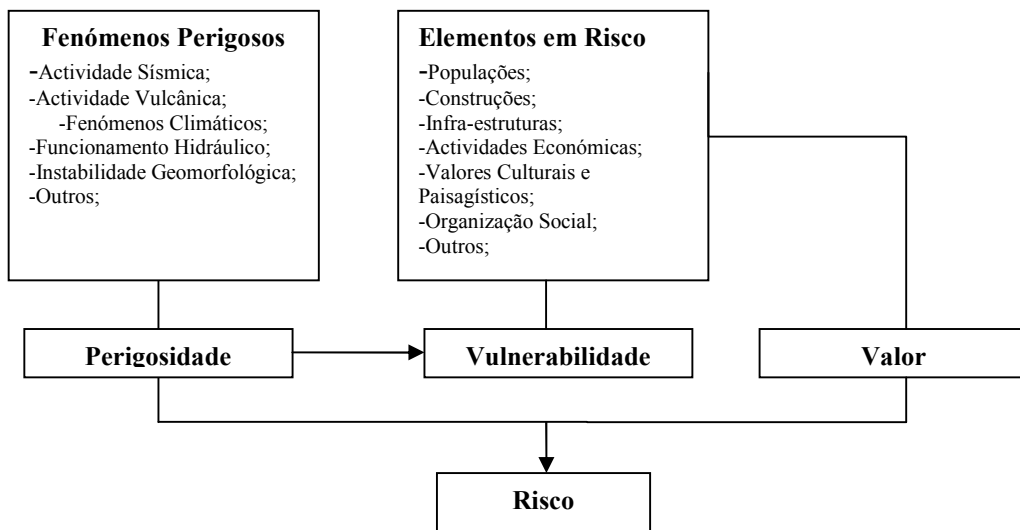 Fenómenos Perigosos
-Actividade Sísmica;
-Actividade Vulcânica;
-Fenómenos Climáticos;
-Funcionamento Hidráulico;
-Instabilidade Geomorfológica;
-Outros;
Elementos em Risco
-Populações;
-Construções;
-Infra-estruturas;
-Actividades Económicas;
-Valores Culturais e
Paisagísticos;
-Organização Social;
-Outros;
Perigosidade
Vulnerabilidade
Valor
Risco